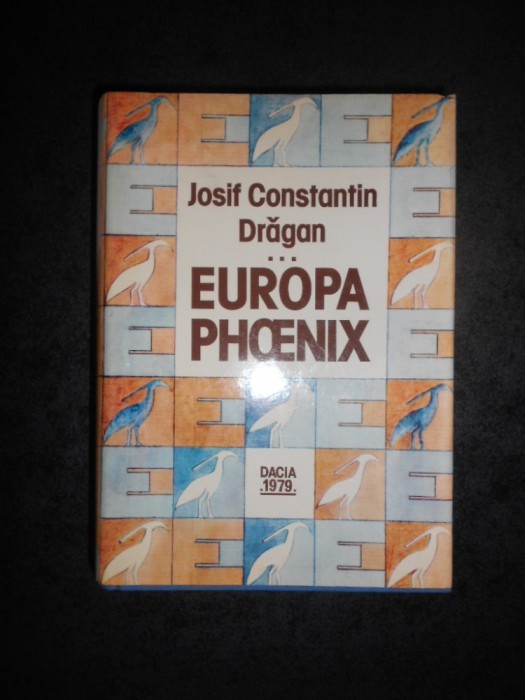 Josif Constantin
Drăgan
...
EUROPA
PHŒNIX
DACIA
.1979.